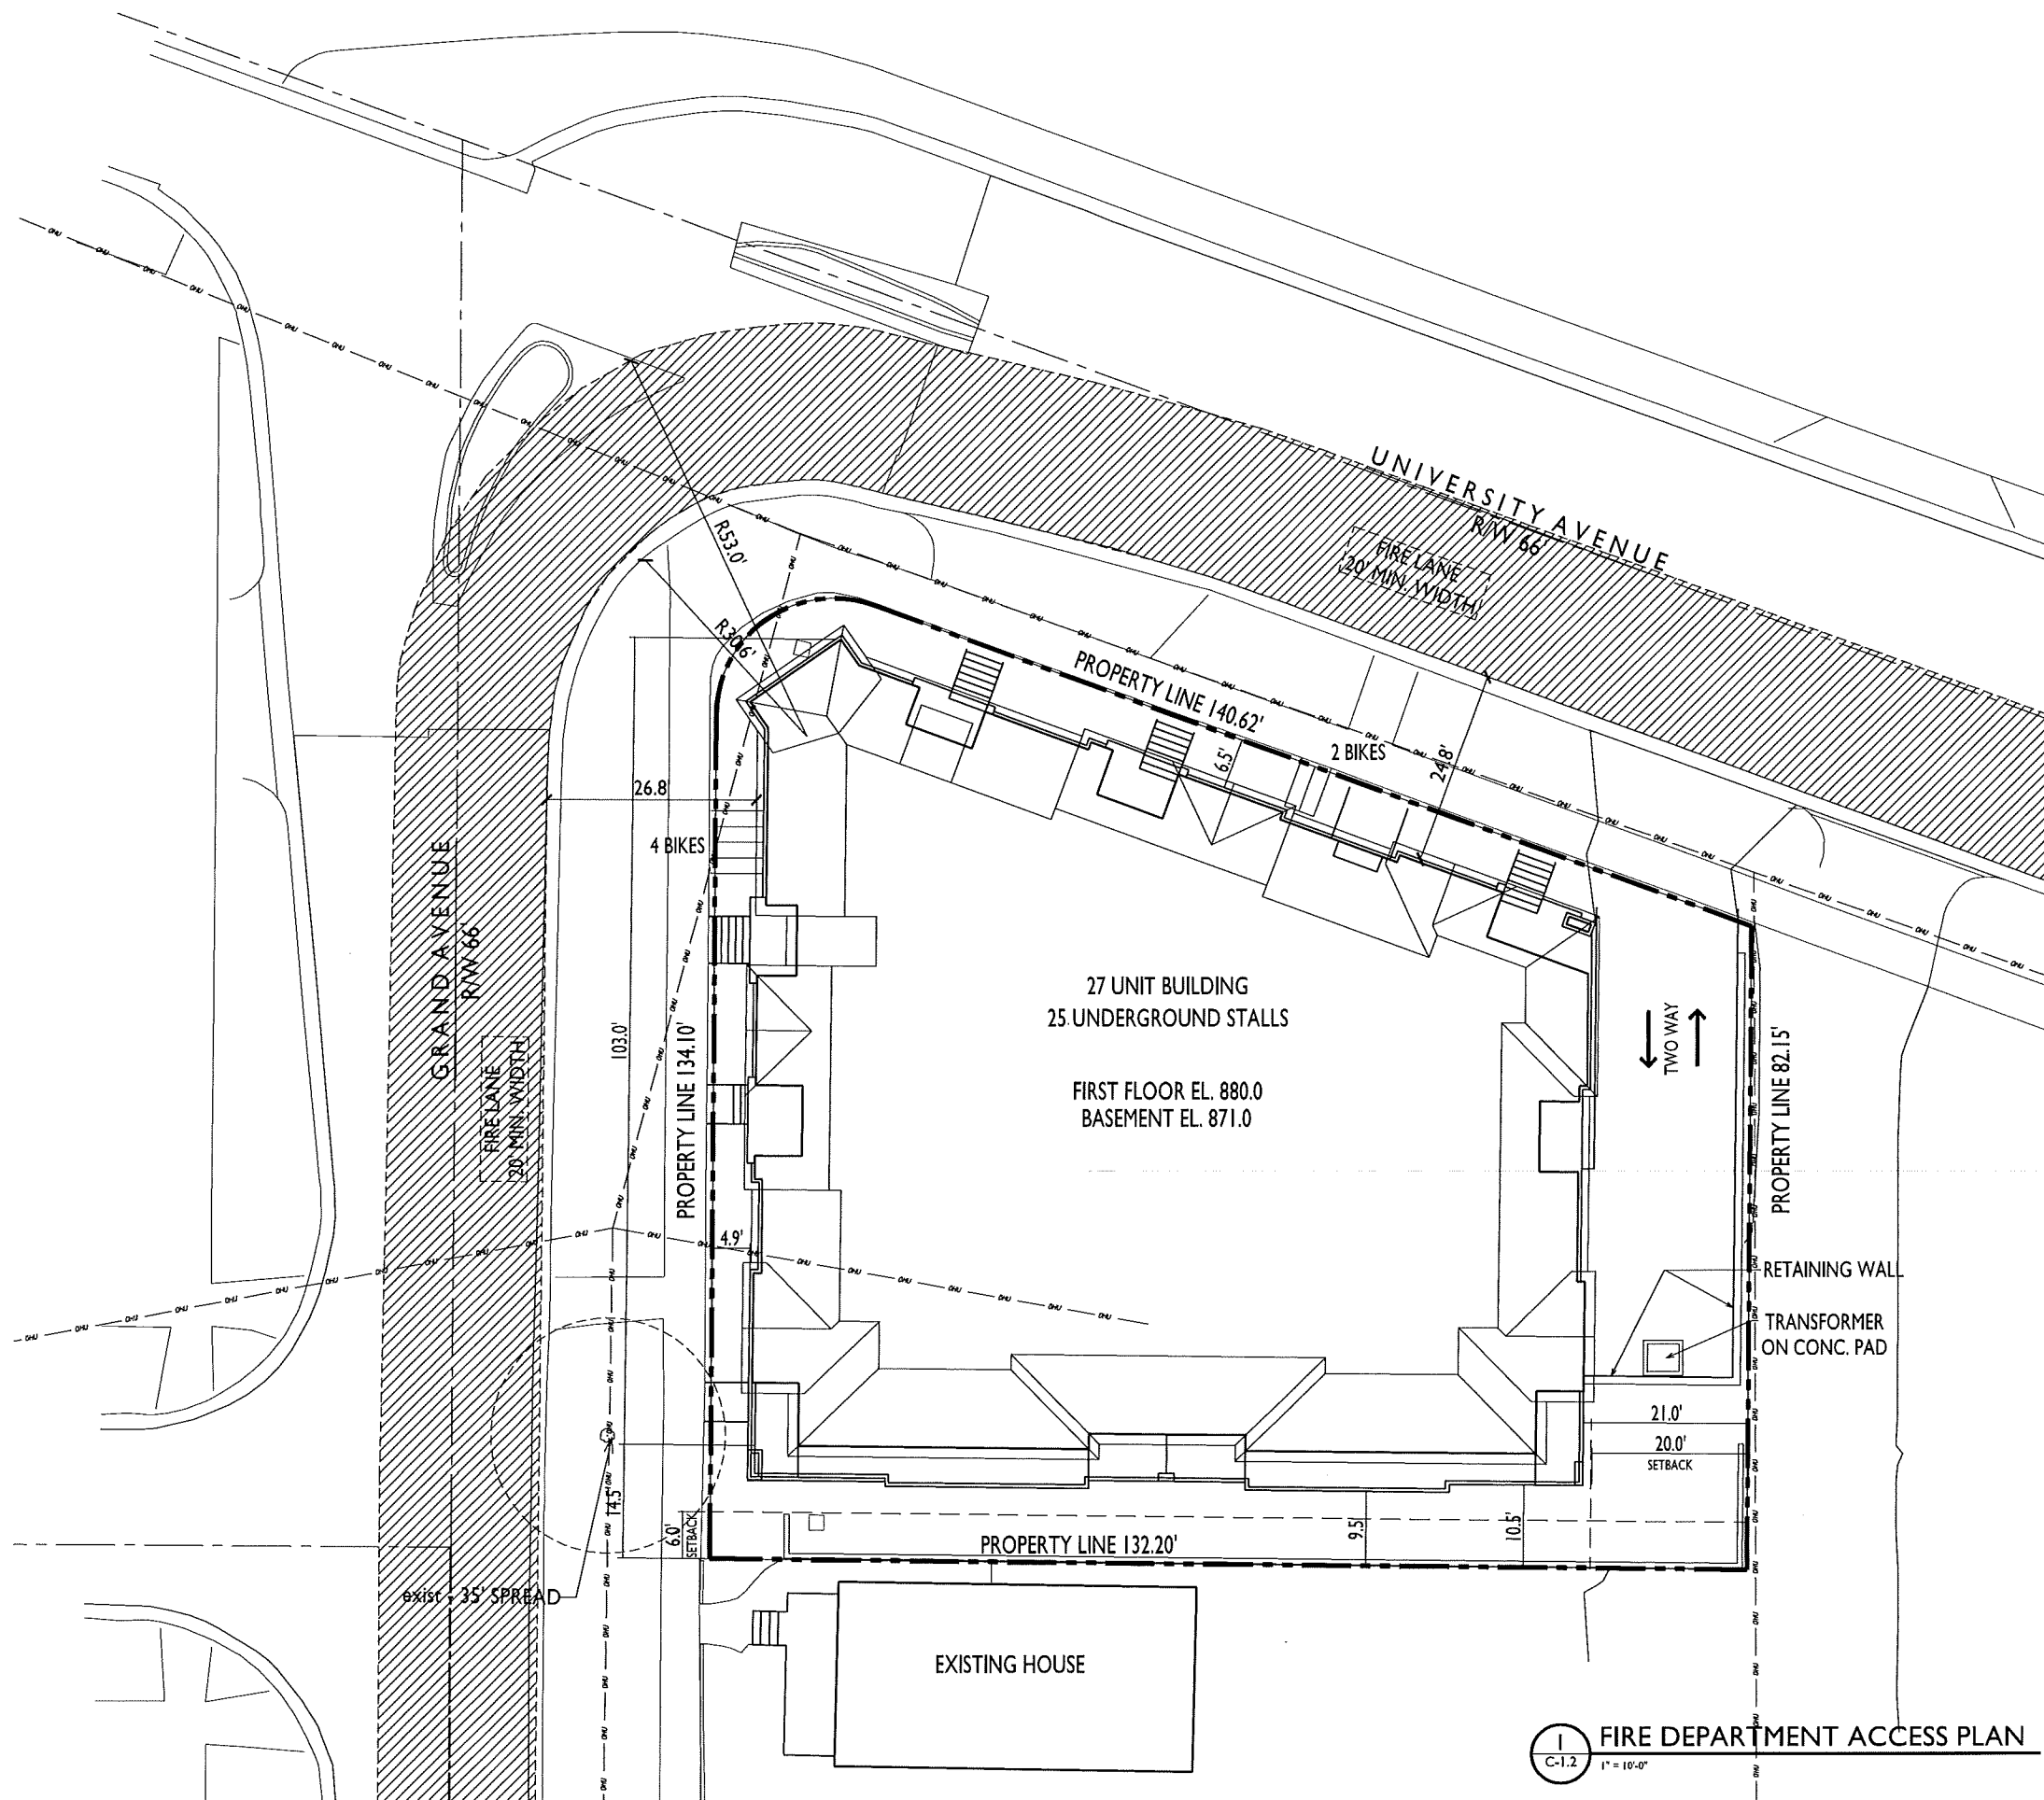 UNIVERSITY AVENUE
R/W 66'
FIRE LANE
20' MIN. WIDTH
R53.0'
R30.6'
PROPERTY LINE 140.62'
2 BIKES
6.5'
24.8'
26.8'
4 BIKES
GRAND AVENUE
R/W 66'
FIRE LANE
20' MIN. WIDTH
103.0'
PROPERTY LINE 134.10'
27 UNIT BUILDING
25 UNDERGROUND STALLS
FIRST FLOOR EL. 880.0
BASEMENT EL. 871.0
TWO WAY
PROPERTY LINE 82.15'
4.9'
RETAINING WALL
TRANSFORMER
ON CONC. PAD
21.0'
20.0'
SETBACK
14.5'
6.0'
SETBACK
9.5'
10.5'
PROPERTY LINE 132.20'
exist - 35' SPREAD
EXISTING HOUSE
1
C-1.2
FIRE DEPARTMENT ACCESS PLAN
1" = 10'-0"
OHU